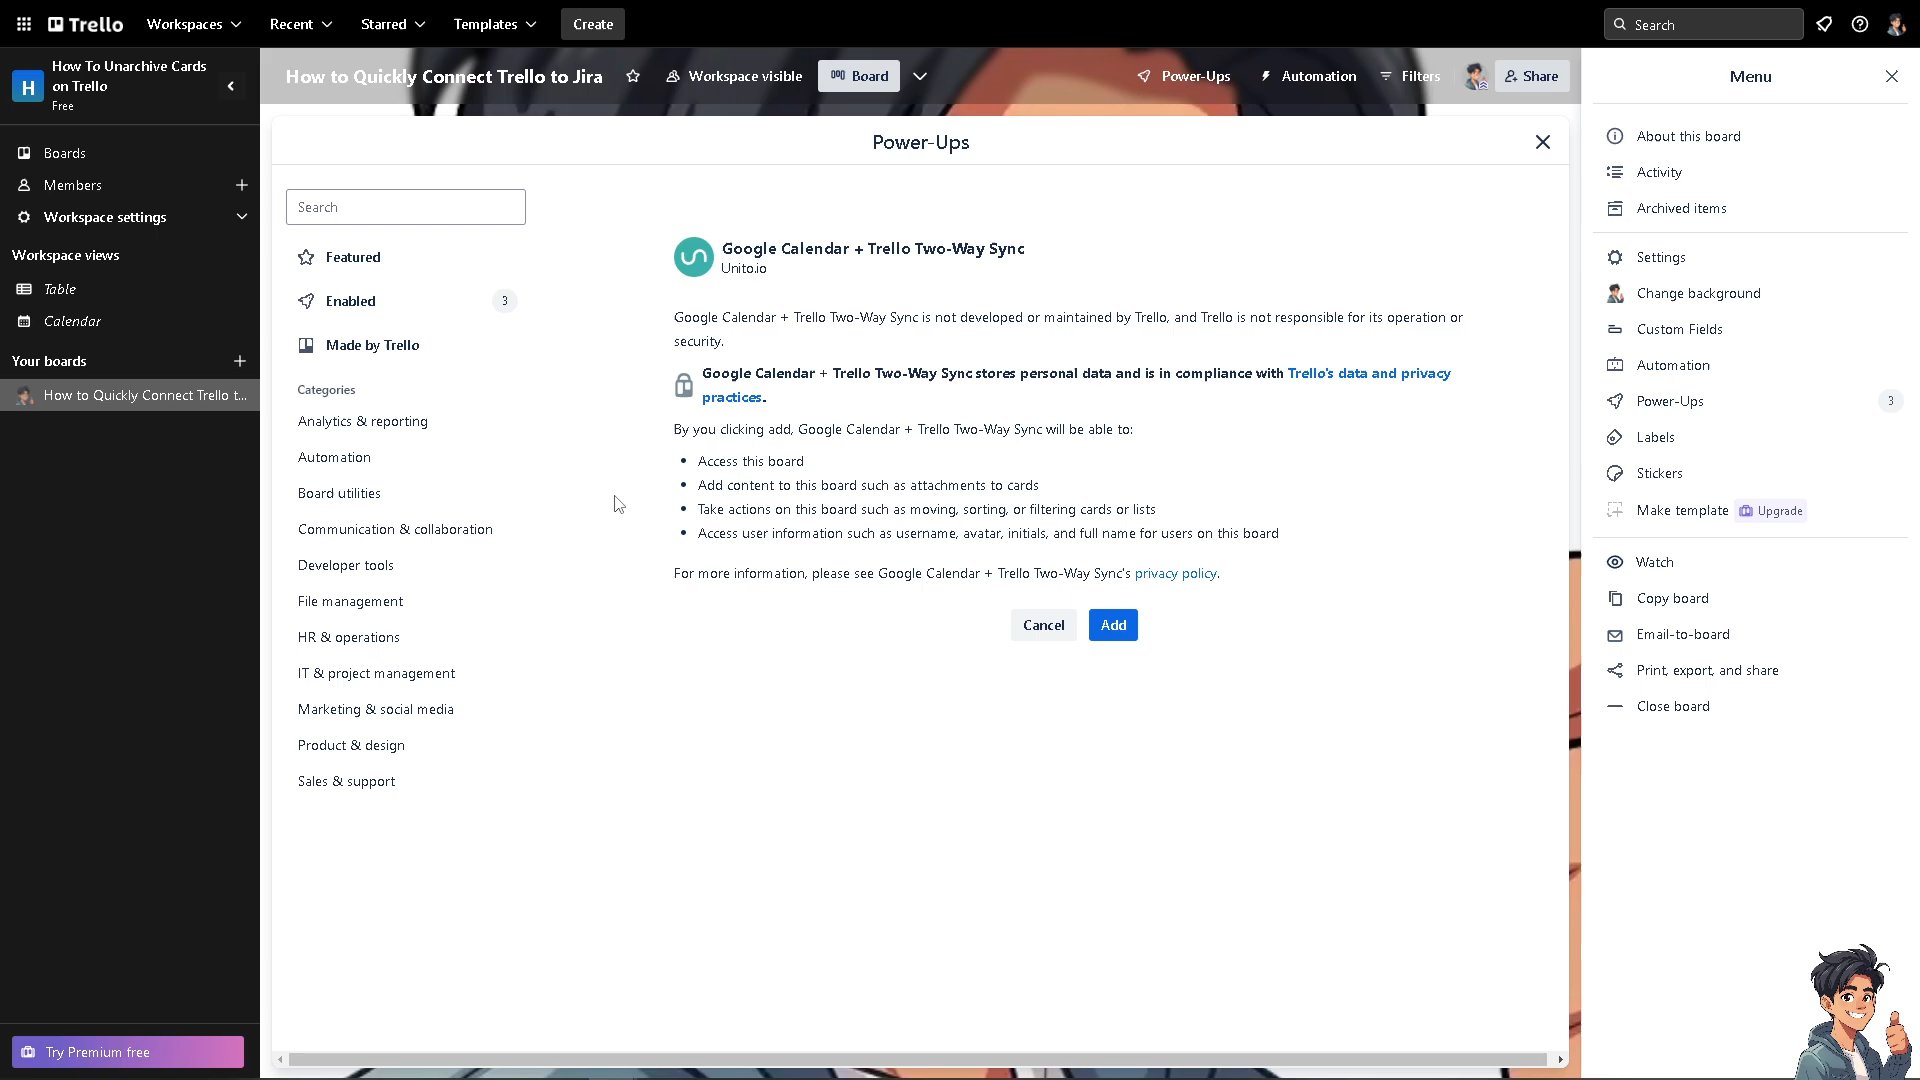 Trello
Workspaces
Recent
Starred
Templates
Create
Search
H
How To Unarchive Cards
on Trello
Free
Boards
Members
Workspace settings
Workspace views
Table
Calendar
Your boards
How to Quickly Connect Trello t...
Try Premium free
How to Quickly Connect Trello to Jira
Workspace visible
Board
Power-Ups
Automation
Filters
Share
Power-Ups
Search
Featured
Enabled
3
Made by Trello
Categories
Analytics & reporting
Automation
Board utilities
Communication & collaboration
Developer tools
File management
HR & operations
IT & project management
Marketing & social media
Product & design
Sales & support
Google Calendar + Trello Two-Way Sync
Unito.io
Google Calendar + Trello Two-Way Sync is not developed or maintained by Trello, and Trello is not responsible for its operation or
security.
Google Calendar + Trello Two-Way Sync stores personal data and is in compliance with Trello's data and privacy
practices.
By you clicking add, Google Calendar + Trello Two-Way Sync will be able to:
• Access this board
• Add content to this board such as attachments to cards
• Take actions on this board such as moving, sorting, or filtering cards or lists
• Access user information such as username, avatar, initials, and full name for users on this board
For more information, please see Google Calendar + Trello Two-Way Sync's privacy policy.
Cancel
Add
Menu
About this board
Activity
Archived items
Settings
Change background
Custom Fields
Automation
Power-Ups
3
Labels
Stickers
Make template
Upgrade
Watch
Copy board
Email-to-board
Print, export, and share
Close board